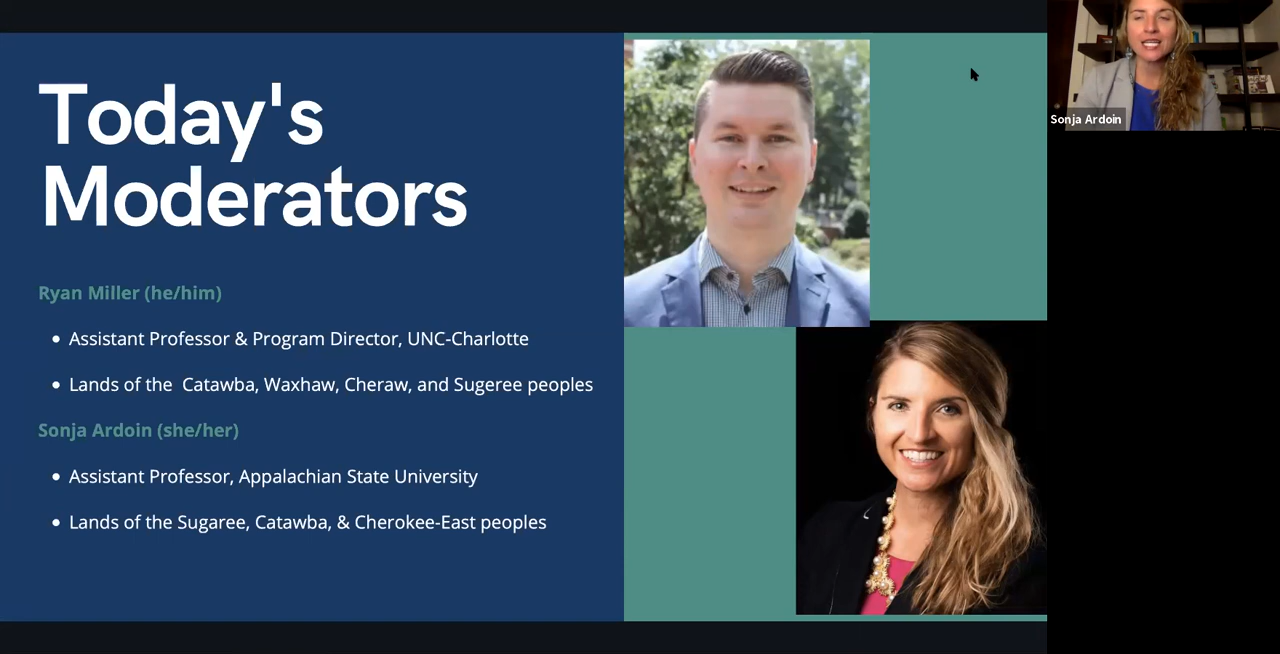 Today's
Moderators
Ryan Miller (he/him)
Assistant Professor & Program Director, UNC-Charlotte
Lands of the  Catawba, Waxhaw, Cheraw, and Sugeree peoples
Sonja Ardoin (she/her)
Assistant Professor, Appalachian State University
Lands of the Sugaree, Catawba, & Cherokee-East peoples
Sonja Ardoin